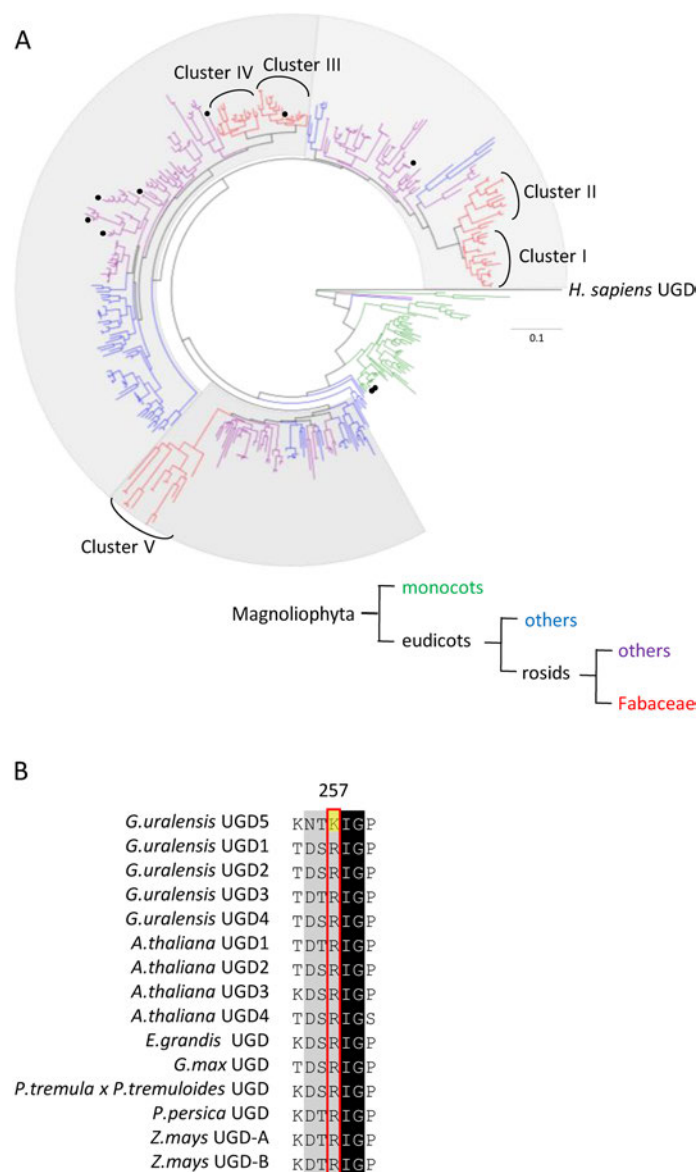 A
Cluster IV
Cluster III
Cluster II
Cluster I
H. sapiens UGD
0.1
Cluster V
monocots
Magnoliophyta
others
eudicots
others
rosids
Fabaceae
B
257
G.uralensis UGD5 KNTKIGP
G.uralensis UGD1 TDSRIGP
G.uralensis UGD2 TDSRIGP
G.uralensis UGD3 TDTRIGP
G.uralensis UGD4 TDSRIGP
A.thaliana UGD1 TDTRIGP
A.thaliana UGD2 TDSRIGP
A.thaliana UGD3 KDSRIGP
A.thaliana UGD4 TDSRIGS
E.grandis UGD KDSRIGP
G.max UGD TDSRIGP
P.tremula x P.tremuloides UGD KDSRIGP
P.persica UGD KDTRIGP
Z.mays UGD-A KDTRIGP
Z.mays UGD-B KDTRIGP